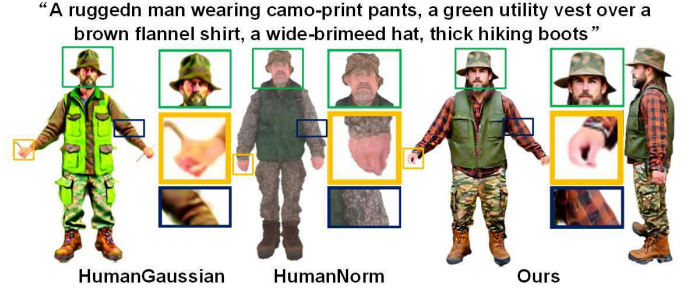 “A ruggedn man wearing camo-print pants, a green utility vest over a
brown flannel shirt, a wide-brimeed hat, thick hiking boots”
HumanGaussian HumanNorm Ours